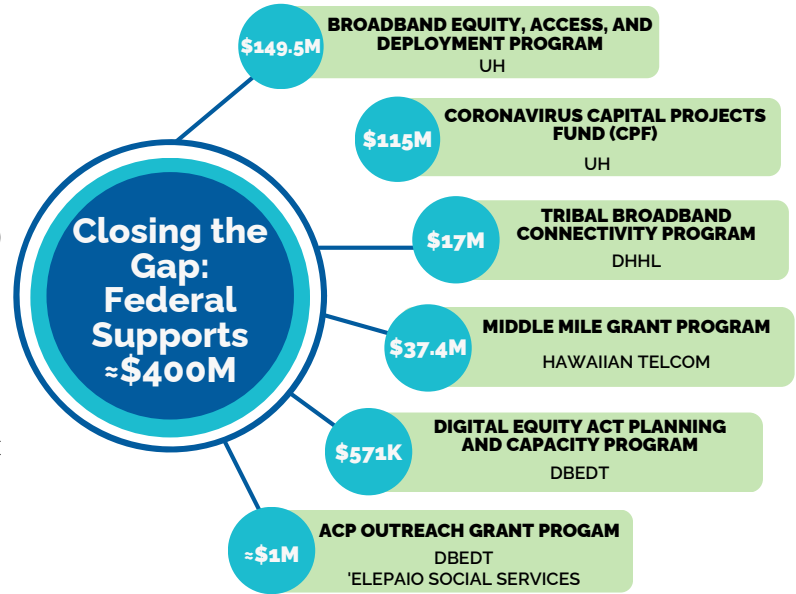 $149.5M
BROADBAND EQUITY, ACCESS, AND
DEPLOYMENT PROGRAM
UH
$115M
CORONAVIRUS CAPITAL PROJECTS
FUND (CPF)
UH
Closing the
Gap:
Federal
Supports
≈$400M
$17M
TRIBAL BROADBAND
CONNECTIVITY PROGRAM
DHHL
$37.4M
MIDDLE MILE GRANT PROGRAM
HAWAIIAN TELCOM
$571K
DIGITAL EQUITY ACT PLANNING
AND CAPACITY PROGRAM
DBEDT
≈$1M
ACP OUTREACH GRANT PROGAM
DBEDT
'ELEPAIO SOCIAL SERVICES